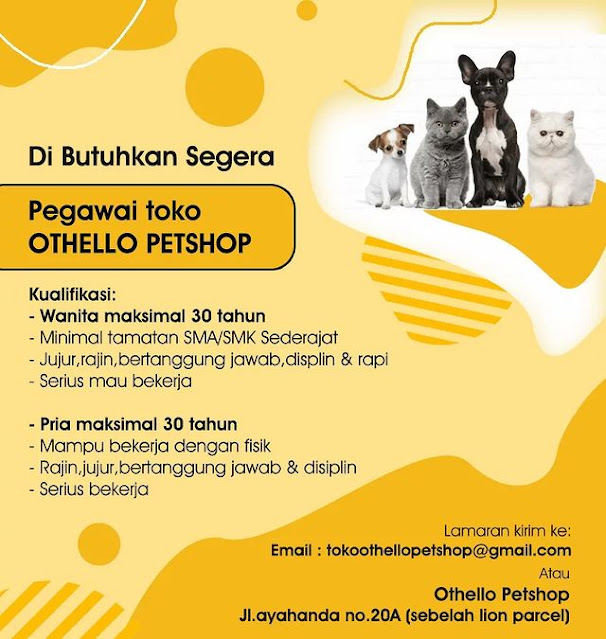 Di Butuhkan Segera
Pegawai toko
OTHELLO PETSHOP
Kualifikasi:
- Wanita maksimal 30 tahun
- Minimal tamatan SMA/SMK Sederajat
- Jujur,rajin,bertanggung jawab,displin & rapi
- Serius mau bekerja
- Pria maksimal 30 tahun
- Mampu bekerja dengan fisik
- Rajin,jujur,bertanggung jawab & disiplin
- Serius bekerja
Lamaran kirim ke:
Email : tokoothellopetshop@gmail.com
Atau
Othello Petshop
Jl.ayahanda no.20A (sebelah lion parcel)